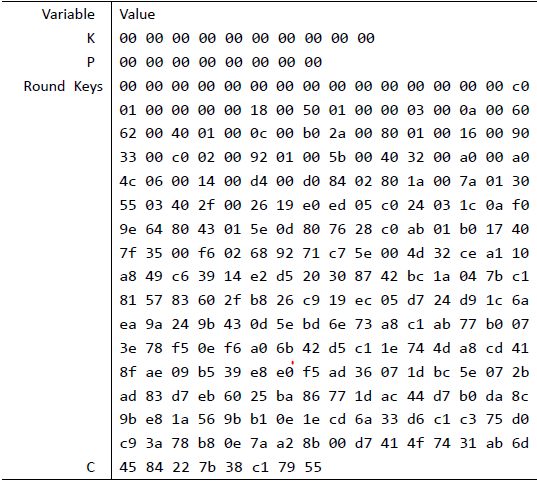 Variable Value
K 00 00 00 00 00 00 00 00 00 00
P 00 00 00 00 00 00 00 00
Round Keys 00 00 00 00 00 00 00 00 00 00 00 00 00 00 00 c0
01 00 00 00 00 18 00 50 01 00 00 03 00 0a 00 60
62 00 40 01 00 0c 00 b0 2a 00 80 01 00 16 00 90
33 00 c0 02 00 92 01 00 5b 00 40 32 00 a0 00 a0
4c 06 00 14 00 d4 00 d0 84 02 80 1a 00 7a 01 30
55 03 40 2f 00 26 19 e0 ed 05 c0 24 03 1c 0a f0
9e 64 80 43 01 5e 0d 80 76 28 c0 ab 01 b0 17 40
7f 35 00 f6 02 68 92 71 c7 5e 00 4d 32 ce a1 10
a8 49 c6 39 14 e2 d5 20 30 87 42 bc 1a 04 7b c1
81 57 83 60 2f b8 26 c9 19 ec 05 d7 24 d9 1c 6a
ea 9a 24 9b 43 0d 5e bd 6e 73 a8 c1 ab 77 b0 07
3e 78 f5 0e f6 a0 6b 42 d5 c1 1e 74 4d a8 cd 41
8f ae 09 b5 39 e8 e0 f5 ad 36 07 1d bc 5e 07 2b
ad 83 d7 eb 60 25 ba 86 77 1d ac 44 d7 b0 da 8c
9b e8 1a 56 9b b1 0e 1e cd 6a 33 d6 c1 c3 75 d0
c9 3a 78 b8 0e 7a a2 8b 00 d7 41 4f 74 31 ab 6d
C 45 84 22 7b 38 c1 79 55